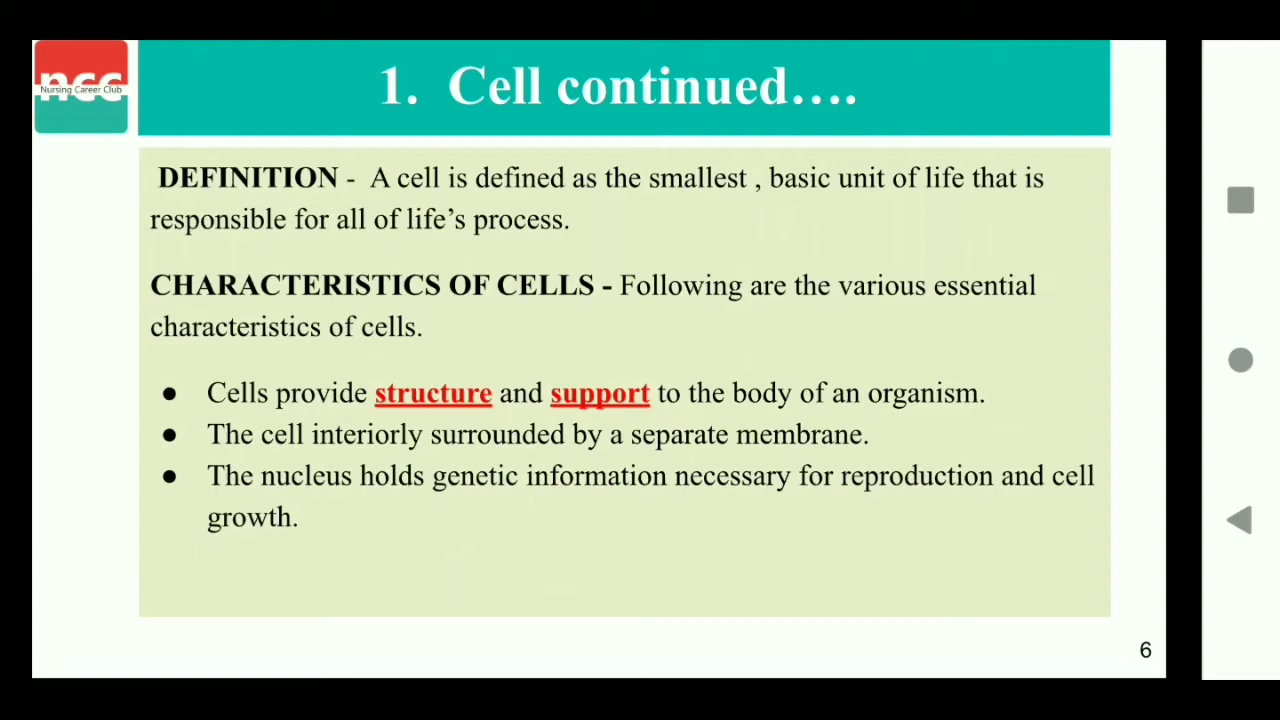 ncc
Nursing Career Club
1. Cell continued....
DEFINITION - A cell is defined as the smallest , basic unit of life that is
responsible for all of life’s process.
CHARACTERISTICS OF CELLS - Following are the various essential
characteristics of cells.
● Cells provide structure and support to the body of an organism.
● The cell interiorly surrounded by a separate membrane.
● The nucleus holds genetic information necessary for reproduction and cell
growth.
6